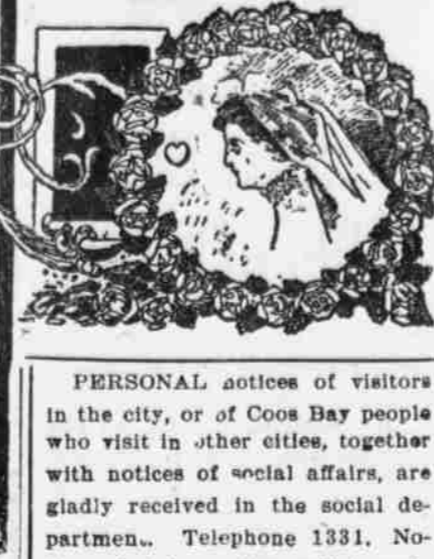 PERSONAL notices of visitors
in the city, or of Coos Bay people
who visit in other cities, together
with notices of social affairs, are
gladly received in the social de-
partment. Telephone 1331. No-